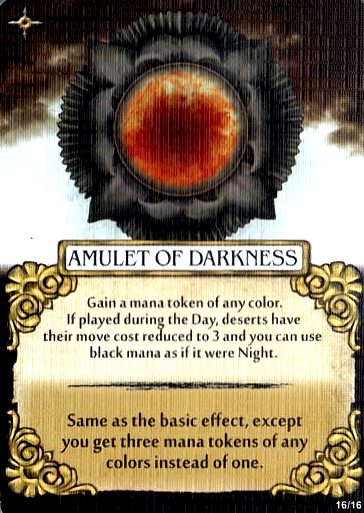 AMULET OF DARKNESS
Gain a mana token of any color.
If played during the Day, deserts have
their move cost reduced to 3 and you can use
black mana as if it were Night.
Same as the basic effect, except
you get three mana tokens of any
colors instead of one.
16/16